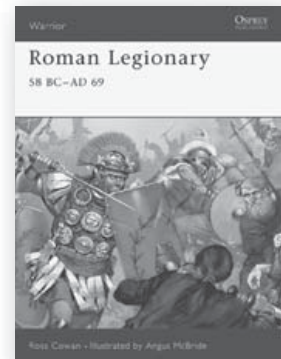 Warrior
OSPREY
Roman Legionary
58 BC–AD 69
Ross Cowan • Illustrated by Angus McBride